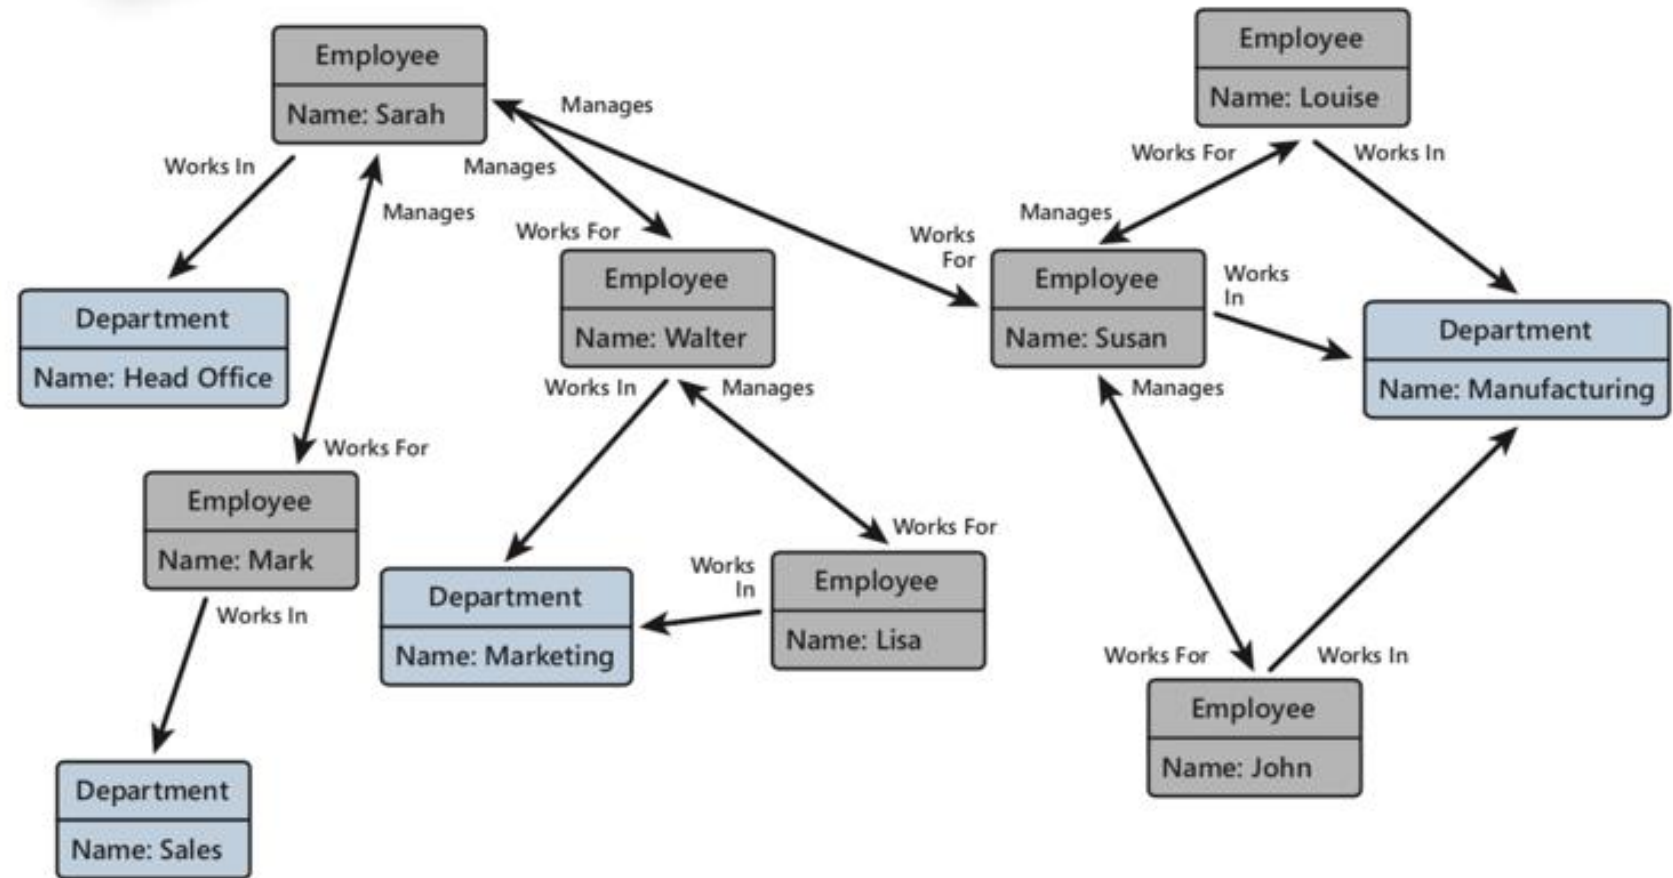 Employee
Name: Sarah
Employee
Name: Louise
Manages
Works In
Manages
Works For
Works In
Manages
Manages
Works For
Works
For
Department
Name: Head Office
Employee
Name: Walter
Employee
Name: Susan
Works
In
Department
Name: Manufacturing
Works In
Manages
Manages
Works For
Employee
Name: Mark
Works For
Works
In
Department
Name: Marketing
Employee
Name: Lisa
Works In
Works For
Works In
Employee
Name: John
Department
Name: Sales